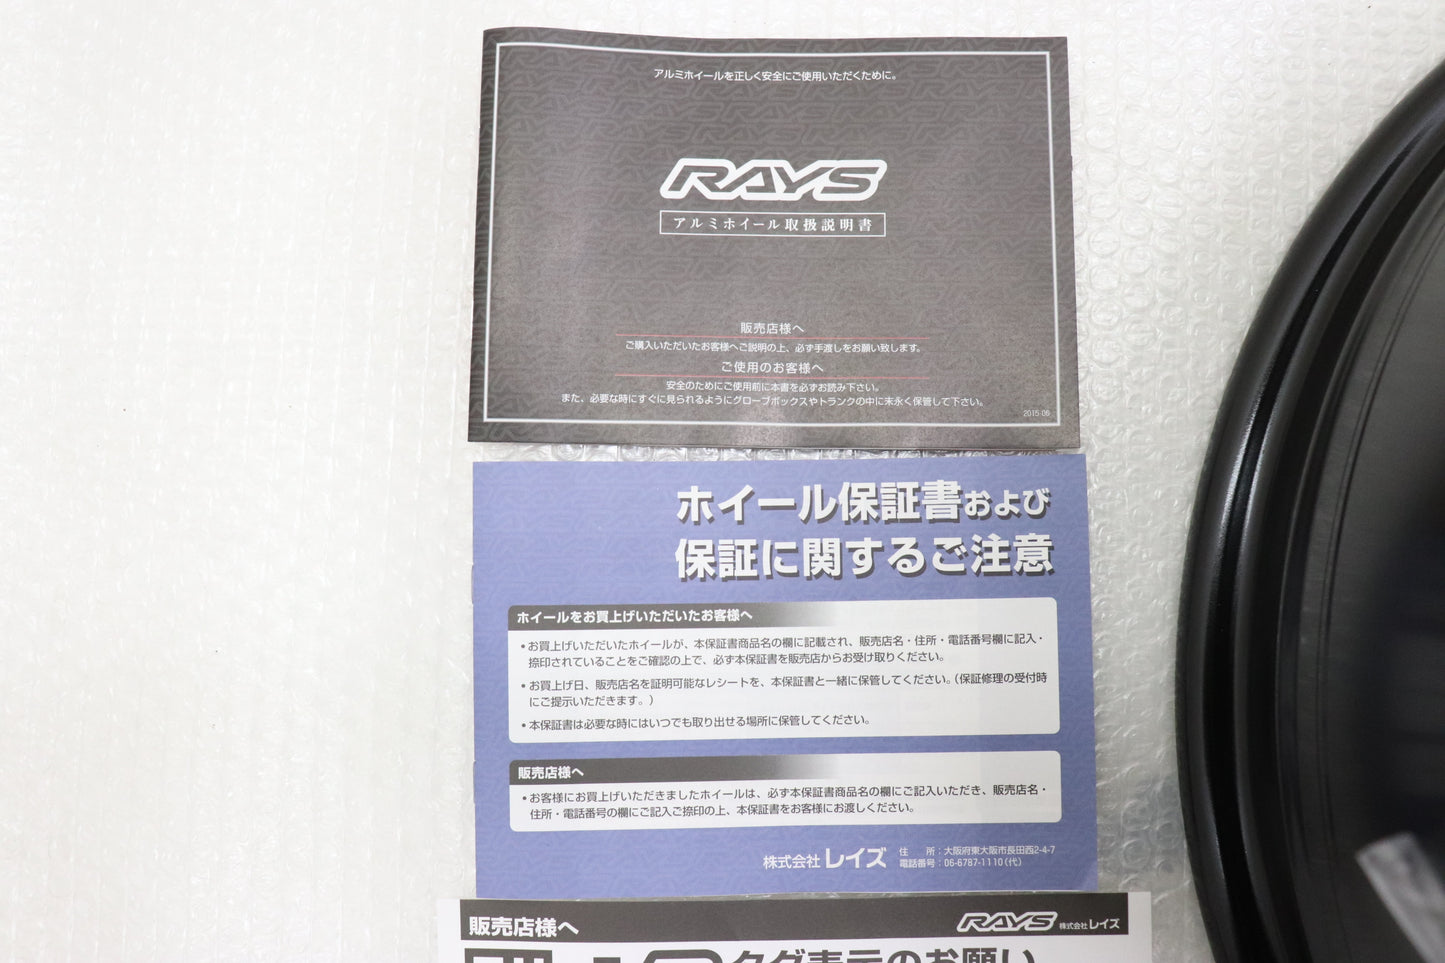 アルミホイールを正しく安全にご使用いただくために。
RAYS
アルミホイール取扱説明書
販売店様へ
ご購入いただいたお客様へご説明の上、必ず手渡しをお願い致します。
ご使用のお客様へ
安全のためにご使用前に本書を必ずお読み下さい。
また、必要な時にすぐに見られるようにグローブボックスやトランクの中に末永く保管して下さい。
2015-06
ホイール保証書および
保証に関するご注意
ホイールをお買上げいただいたお客様へ
•お買上げいただいたホイールが、本保証書商品名の欄に記載され、販売店名・住所・電話番号欄に記入・
捺印されていることをご確認の上で、必ず本保証書を販売店からお受け取りください。
•お買上げ日、販売店名を証明可能なレシートを、本保証書と一緒に保管してください。(保証修理の受付時
にご提示いただきます。)
•本保証書は必要な時にはいつでも取り出せる場所に保管してください。
販売店様へ
•お客様にお買上げいただきましたホイールは、必ず本保証書商品名の欄にご記入いただき、販売店名・
住所・電話番号の欄にご記入ご捺印の上、本保証書をお客様にお渡しください。
株式会社 レイズ
住 所:大阪府東大阪市長田西2-4-7
電話番号:06-6787-1110(代)
販売店様へ
RAYS 株式会社レイズ
タグ表示のお願い